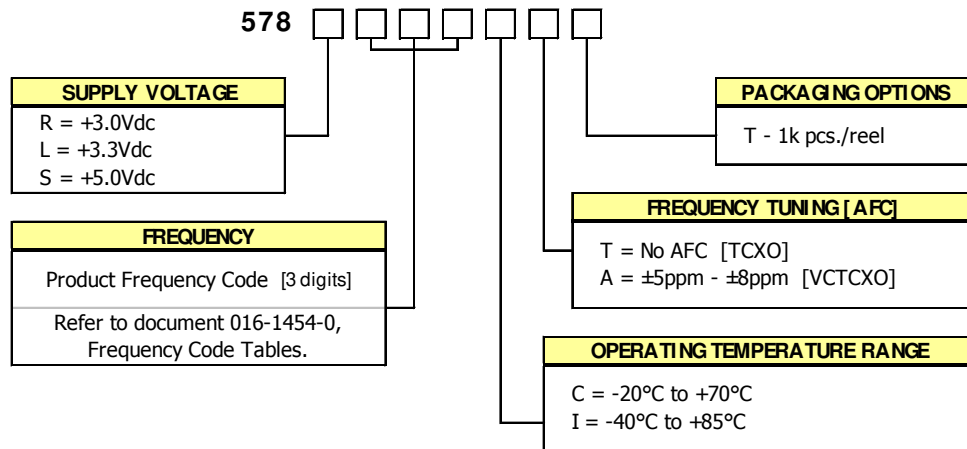 578
SUPPLY VOLTAGE
R = +3.0Vdc
L = +3.3Vdc
S = +5.0Vdc
PACKAGING OPTIONS
T - 1k pcs./reel
FREQUENCY TUNING [AFC]
T = No AFC [TCXO]
A = ±5ppm - ±8ppm [VCTCXO]
FREQUENCY
Product Frequency Code [3 digits]
Refer to document 016-1454-0,
Frequency Code Tables.
OPERATING TEMPERATURE RANGE
C = -20°C to +70°C
I = -40°C to +85°C